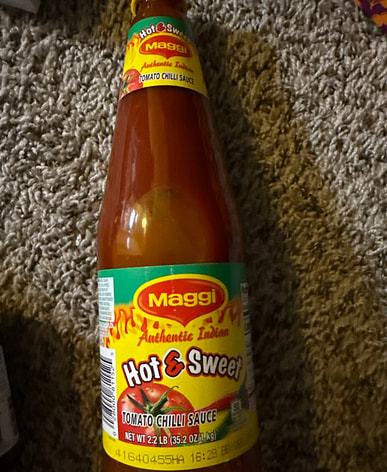 Hot & Sweet
Maggi
Authentic Indian
TOMATO CHILLI SAUCE
Maggi
Authentic Indian
Hot & Sweet
TOMATO CHILLI SAUCE
NET WT 2.2 LB (35.2 OZ/1 kg)
41640455HA 16:28